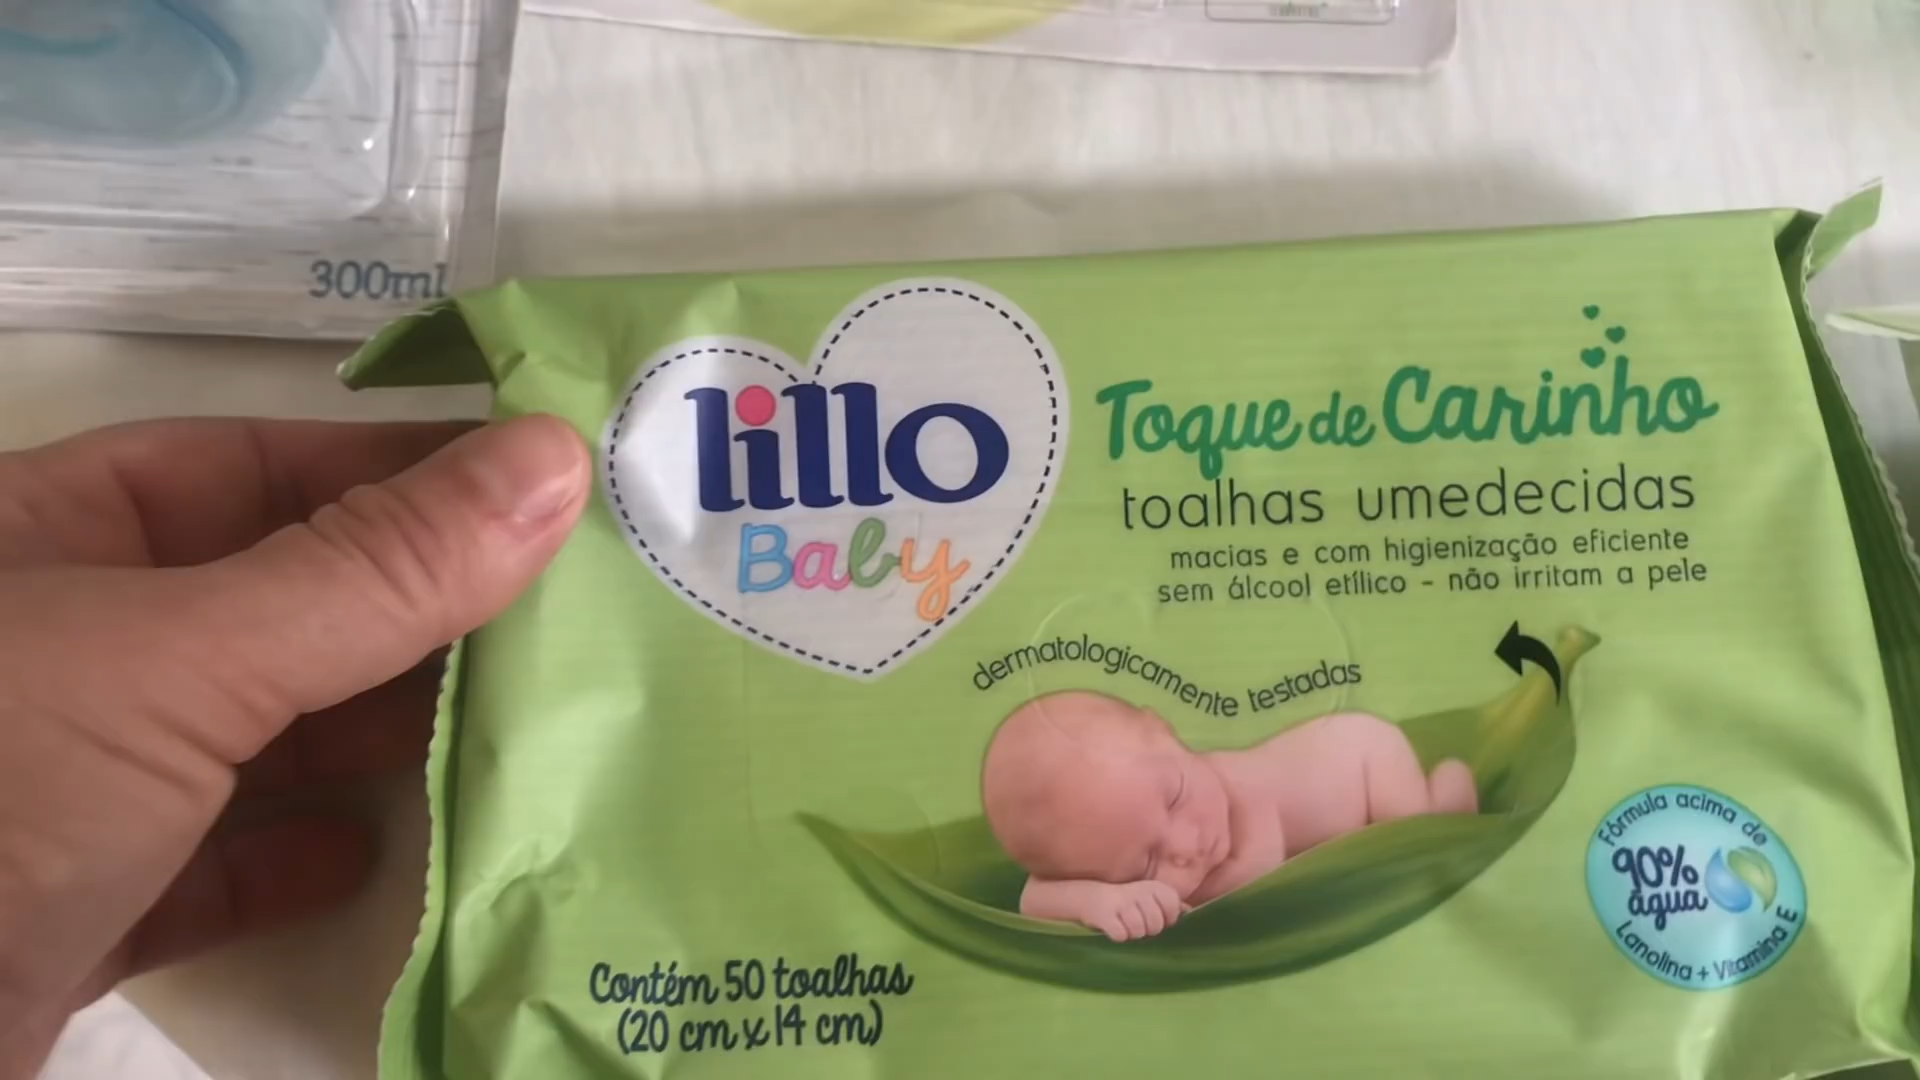 300ml
lillo
Baby
Toque de Carinho
toalhas umedecidas
macias e com higienização eficiente
sem álcool etílico - não irritam a pele
dermatologicamente testadas
Fórmula acima de
90%
água
Lanolina + Vitamina E
Contém 50 toalhas
(20 cm x 14 cm)